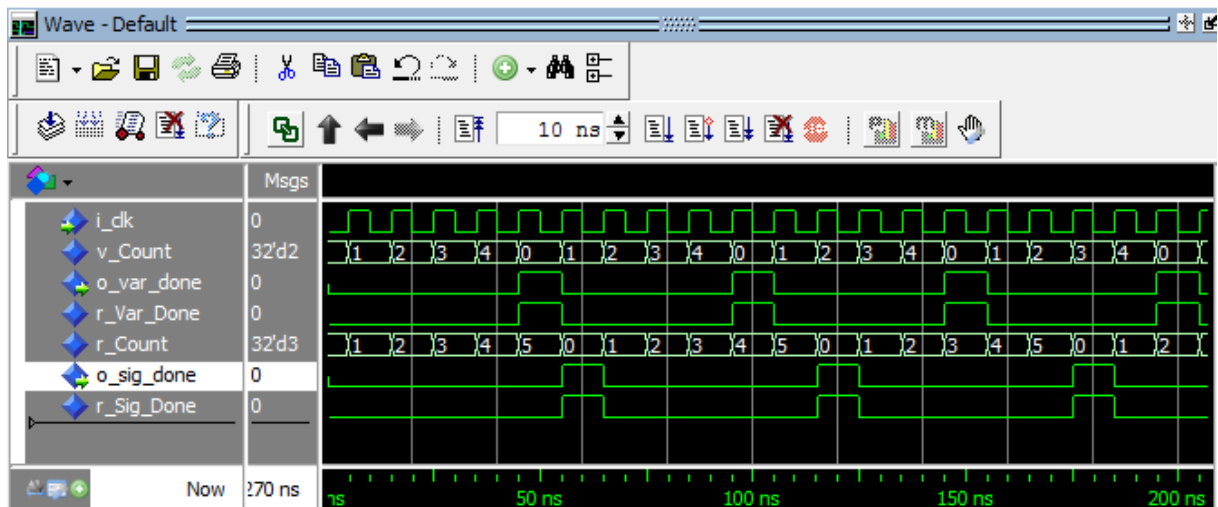 Wave - Default
10 ns
Msgs
i_clk 0
v_Count 32'd2 1 2 3 4 0 1 2 3 4 0 1 2 3 4 0 1 2 3 4 0
o_var_done 0
r_Var_Done 0
r_Count 32'd3 1 2 3 4 5 0 1 2 3 4 5 0 1 2 3 4 5 0 1 2
o_sig_done 0
r_Sig_Done 0
Now 270 ns ns 50 ns 100 ns 150 ns 200 ns